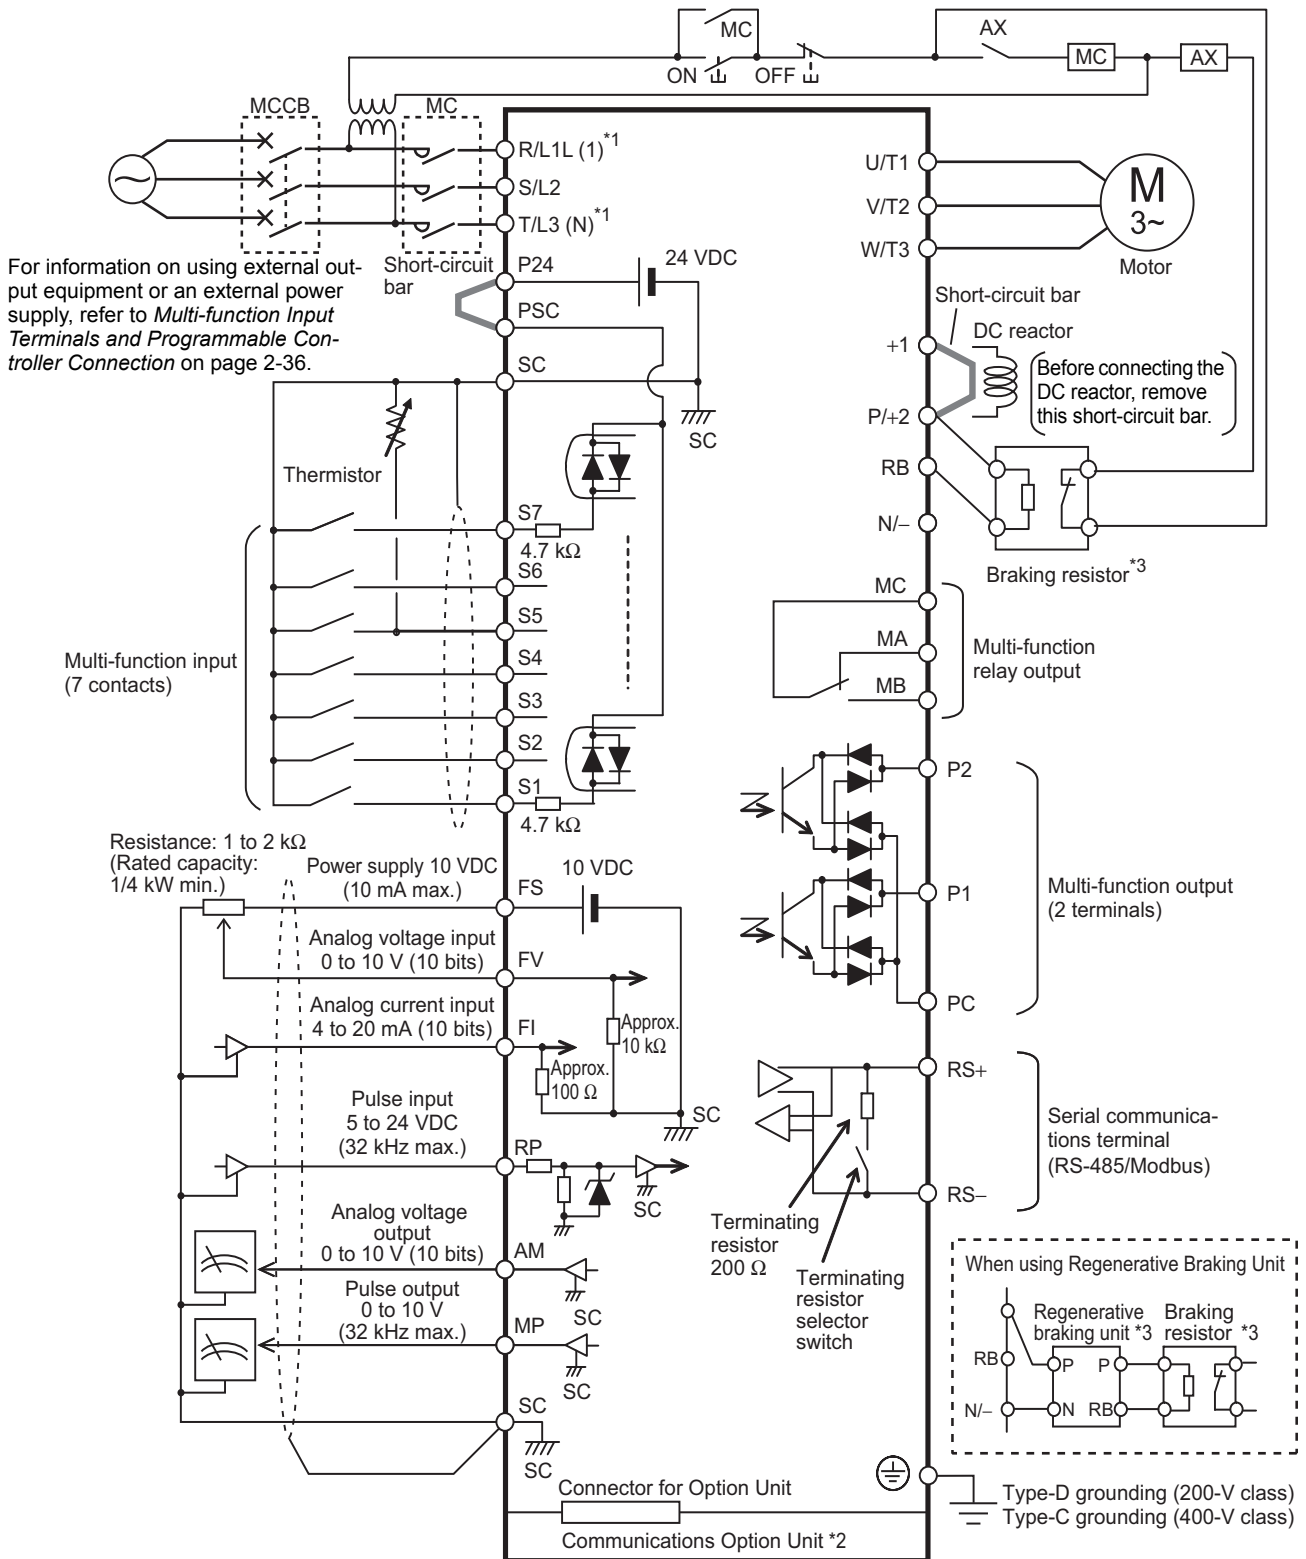 MC
AX
ON
OFF
MC
AX
MCCB
MC
R/L1L (1)*1
S/L2
T/L3 (N)*1
U/T1
V/T2
W/T3
M
3~
Motor
For information on using external out-
put equipment or an external power
supply, refer to Multi-function Input
Terminals and Programmable Con-
troller Connection on page 2-36.
Short-circuit
bar
P24
24 VDC
PSC
SC
SC
Short-circuit bar
DC reactor
+1
Before connecting the
DC reactor, remove
this short-circuit bar.
P/+2
RB
N/−
Braking resistor*3
Thermistor
S7
4.7 kΩ
S6
S5
S4
S3
S2
S1
4.7 kΩ
Multi-function input
(7 contacts)
MC
MA
MB
Multi-function
relay output
P2
P1
PC
Multi-function output
(2 terminals)
Resistance: 1 to 2 kΩ
(Rated capacity:
1/4 kW min.)
Power supply 10 VDC
(10 mA max.)
FS
10 VDC
Analog voltage input
0 to 10 V (10 bits)
FV
Analog current input
4 to 20 mA (10 bits)
FI
Approx.
10 kΩ
Approx.
100 Ω
SC
Pulse input
5 to 24 VDC
(32 kHz max.)
RP
SC
Analog voltage
output
0 to 10 V (10 bits)
AM
SC
Pulse output
0 to 10 V
(32 kHz max.)
MP
SC
SC
SC
RS+
RS−
Serial communica-
tions terminal
(RS-485/Modbus)
Terminating
resistor
200 Ω
Terminating
resistor
selector
switch
When using Regenerative Braking Unit
Regenerative
braking unit *3
Braking
resistor *3
RB
P
P
N/−
N
RB
Connector for Option Unit
Communications Option Unit *2
Type-D grounding (200-V class)
Type-C grounding (400-V class)